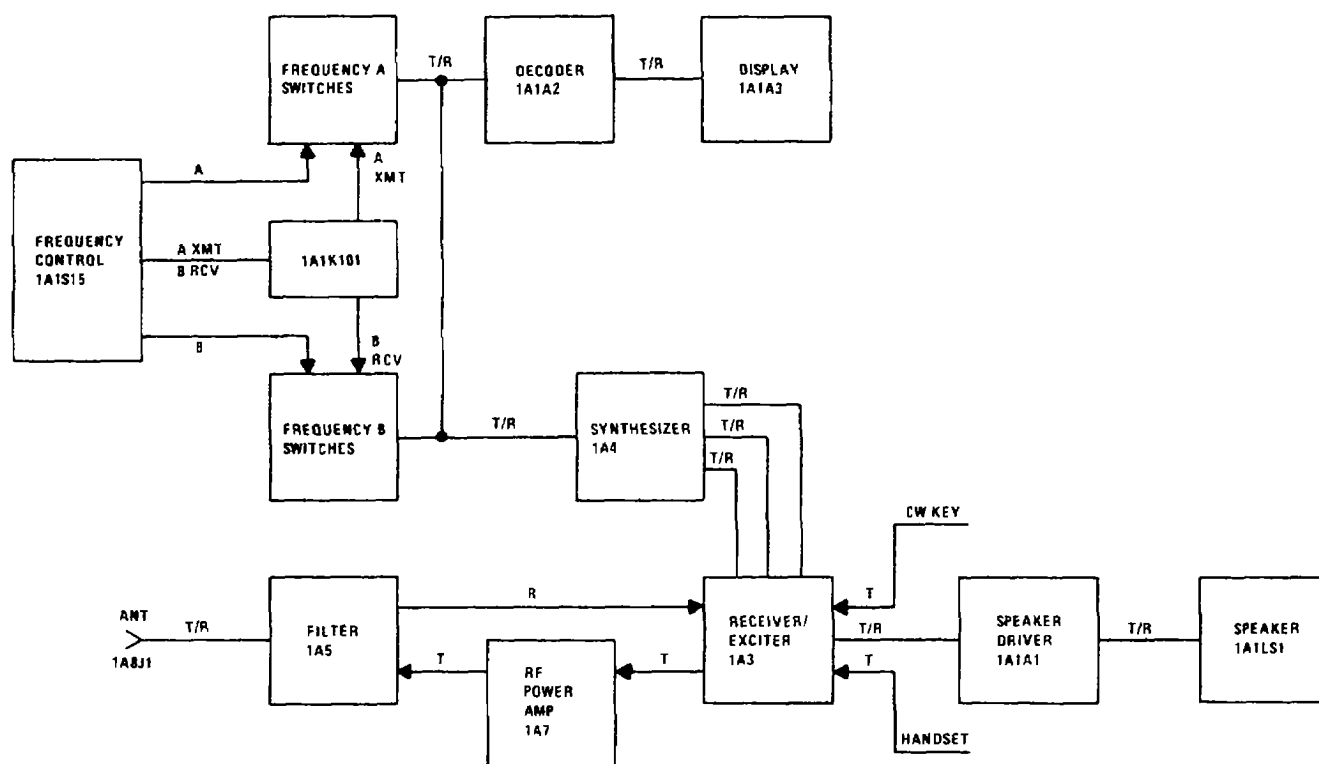 FREQUENCY A
SWITCHES
T/R
DECODER
1A1A2
T/R
DISPLAY
1A1A3
A
A
XMT
FREQUENCY
CONTROL
1A1S15
A XMT
B RCV
1A1K101
B
B
RCV
FREQUENCY B
SWITCHES
T/R
SYNTHESIZER
1A4
T/R
T/R
T/R
CW KEY
ANT
1A8J1
T/R
FILTER
1A5
R
T
RF
POWER
AMP
1A7
T
RECEIVER/
EXCITER
1A3
T
T/R
T
SPEAKER
DRIVER
1A1A1
T/R
SPEAKER
1A1LS1
HANDSET